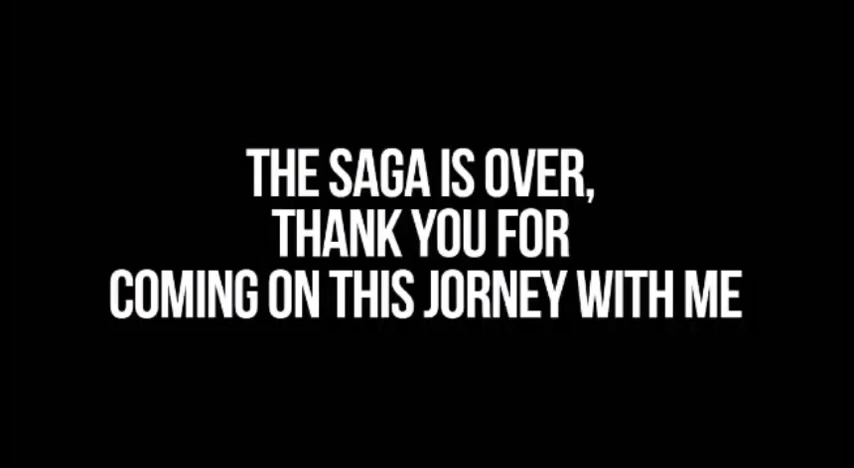 THE SAGA IS OVER,
THANK YOU FOR
COMING ON THIS JORNEY WITH ME